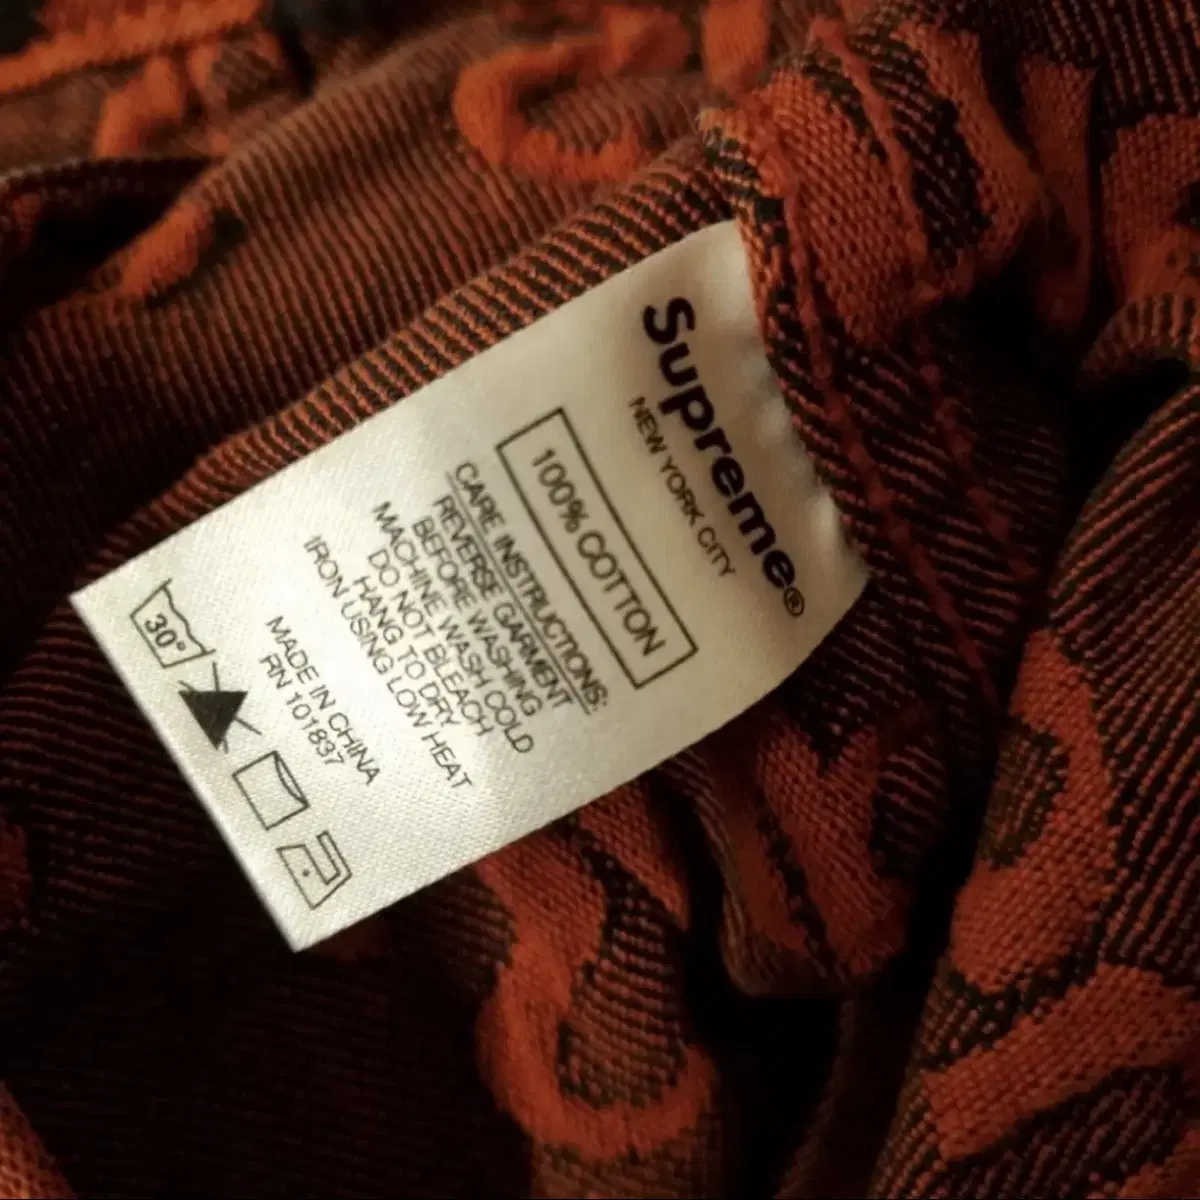 Supreme®
NEW YORK CITY
100% COTTON
CARE INSTRUCTIONS:
REVERSE GARMENT
BEFORE WASHING
MACHINE WASH COLD
DO NOT BLEACH
HANG TO DRY
IRON USING LOW HEAT
MADE IN CHINA
RN 101837
30°